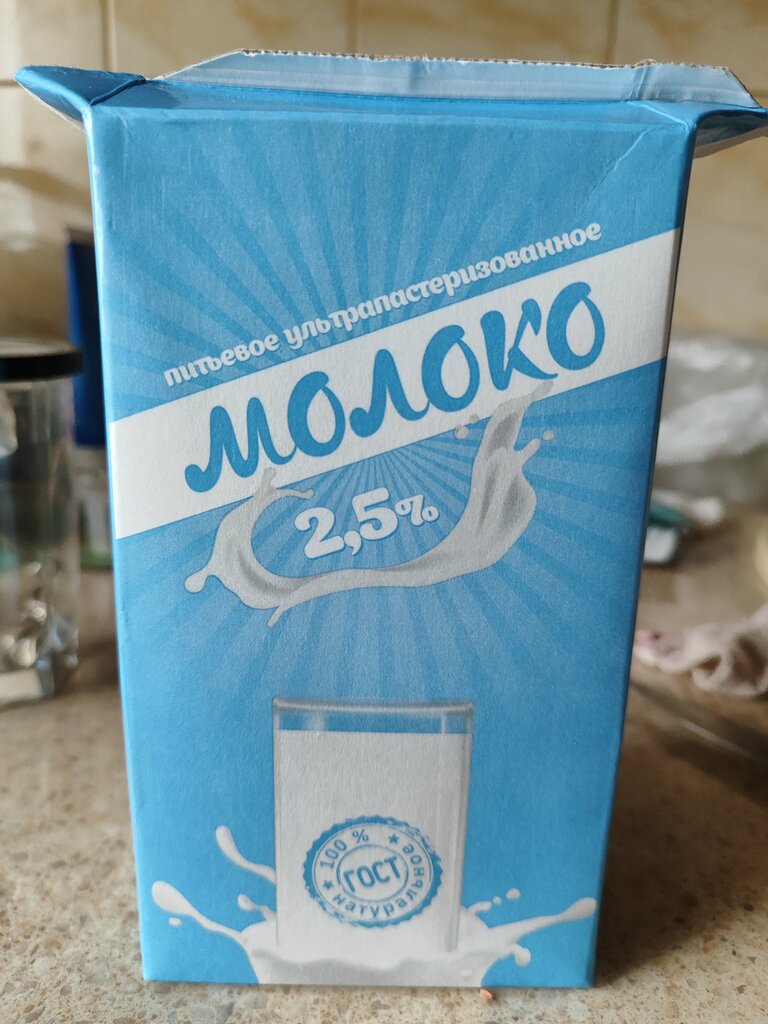 питьевое ультрапастеризованное
МОЛОКО
2,5%
100 %
ГОСТ
натуральное